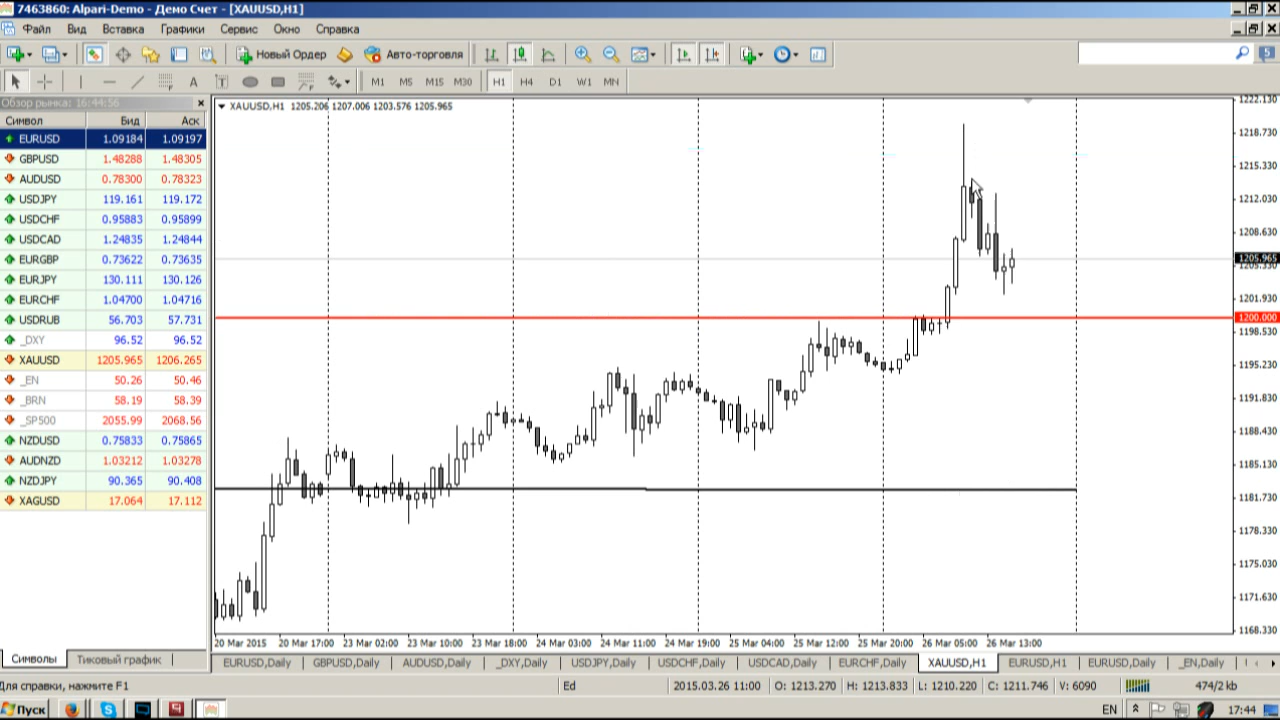 7463860: Alpari-Demo - Демо Счет - [XAUUSD,H1]
Файл Вид Вставка Графики Сервис Окно Справка
Новый Ордер Авто-торговля 5
A T M1 M5 M15 M30 H1 H4 D1 W1 MN
Обзор рынка: 16:44:56
Символ Бид Аск
EURUSD 1.09184 1.09197
GBPUSD 1.48288 1.48305
AUDUSD 0.78300 0.78323
USDJPY 119.161 119.172
USDCHF 0.95883 0.95899
USDCAD 1.24835 1.24844
EURGBP 0.73622 0.73635
EURJPY 130.111 130.126
EURCHF 1.04700 1.04716
USDRUB 56.703 57.731
_DXY 96.52 96.52
XAUUSD 1205.965 1206.265
_EN 50.26 50.46
_BRN 58.19 58.39
_SP500 2055.99 2068.56
NZDUSD 0.75833 0.75865
AUDNZD 1.03212 1.03278
NZDJPY 90.365 90.408
XAGUSD 17.064 17.112
Символы Тиковый график
XAUUSD,H1 1205.206 1207.006 1203.576 1205.965
1222.130
1218.730
1215.330
1212.030
1208.630
1205.965
1205.330
1201.930
1200.000
1198.530
1195.230
1191.830
1188.430
1185.130
1181.730
1178.330
1175.030
1171.630
1168.330
20 Mar 2015 20 Mar 17:00 23 Mar 02:00 23 Mar 10:00 23 Mar 18:00 24 Mar 03:00 24 Mar 11:00 24 Mar 19:00 25 Mar 04:00 25 Mar 12:00 25 Mar 20:00 26 Mar 05:00 26 Mar 13:00
EURUSD,Daily GBPUSD,Daily AUDUSD,Daily _DXY,Daily USDJPY,Daily USDCHF,Daily USDCAD,Daily EURCHF,Daily XAUUSD,H1 EURUSD,H1 EURUSD,Daily _EN,Daily
Для справки, нажмите F1 Ed 2015.03.26 11:00 O: 1213.270 H: 1213.833 L: 1210.220 C: 1211.746 V: 6090 474/2 kb
Пуск EN 17:44